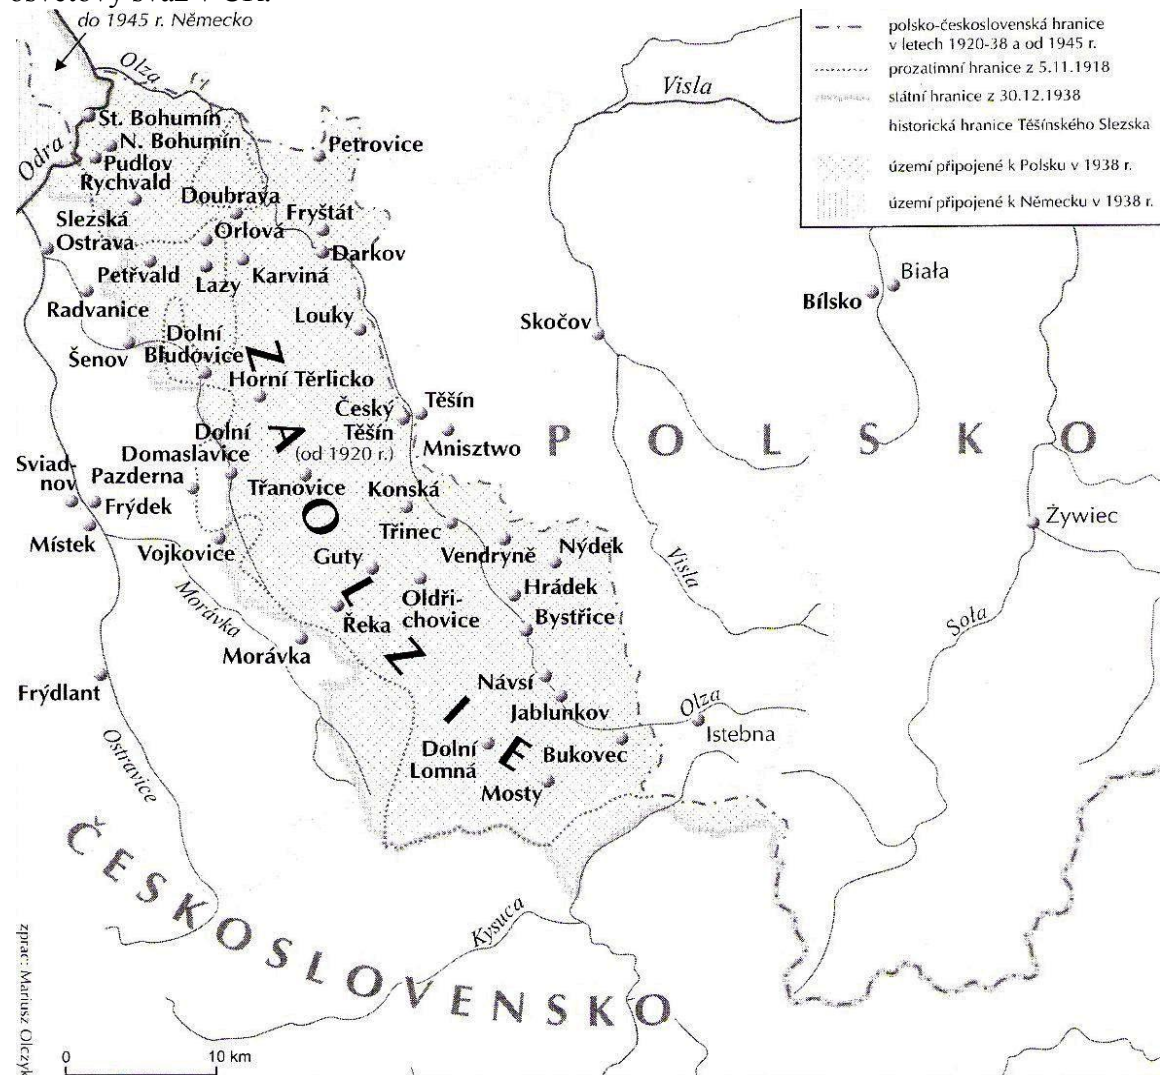 osvětový svaz v ČR.
do 1945 r. Německo
polsko-československá hranice
v letech 1920-38 a od 1945 r.
prozatimní hranice z 5.11.1918
státní hranice z 30.12.1938
historická hranice Těšínského Slezska
území připojené k Polsku v 1938 r.
území připojené k Německu v 1938 r.
Olza
Visla
St. Bohumín
N. Bohumín
Pudlov
Rychvald
Odra
Petrovice
Doubrava
Fryštát
Slezská
Ostrava
Orlová
Darkov
Petřvald
Lazy
Karviná
Radvanice
Louky
Šenov
Dolní
Bludovice
Horní Těrlicko
Skočov
Bílsko
Biała
Český
Těšín
(od 1920 r.)
Těšín
Mnisztwo
POLSKO
Dolní
Domaslavice
Sviad-
nov
Pazderna
Frýdek
Třanovice
Konská
Místek
Vojkovice
Třinec
Vendryně
Nýdek
Guty
Hrádek
Oldři-
chovice
Bystřice
Řeka
Morávka
Morávka
Visla
Żywiec
Soła
Frýdlant
Návsí
Jablunkov
Olza
Istebna
Dolní
Lomná
Bukovec
Mosty
ZAOLZIE
Ostravice
ČESKOSLOVENSKO
Kysuca
zprac: Mariusz Olczyk
0
10 km